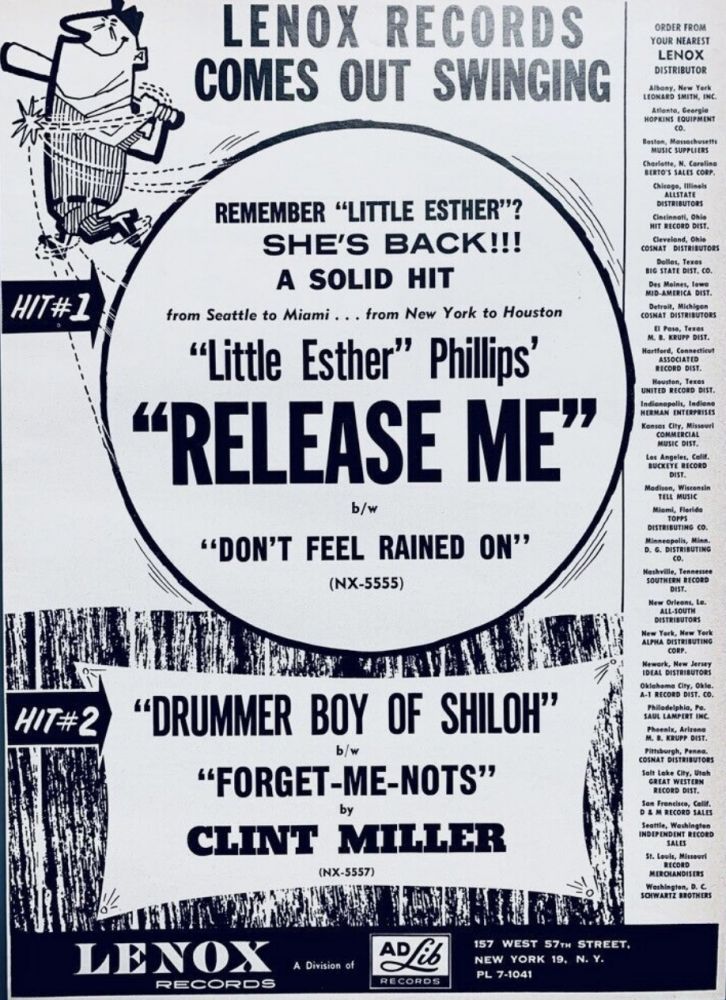 LENOX RECORDS
COMES OUT SWINGING
HIT#1
REMEMBER “LITTLE ESTHER”?
SHE'S BACK!!!
A SOLID HIT
from Seattle to Miami . . . from New York to Houston
“Little Esther” Phillips’
“RELEASE ME”
b/w
“DON'T FEEL RAINED ON”
(NX-5555)
HIT#2
“DRUMMER BOY OF SHILOH”
b/w
“FORGET-ME-NOTS”
by
CLINT MILLER
(NX-5557)
ORDER FROM
YOUR NEAREST
LENOX
DISTRIBUTOR
Albany, New York
LEONARD SMITH, INC.
Atlanta, Georgia
HOPKINS EQUIPMENT
CO.
Boston, Massachusetts
MUSIC SUPPLIERS
Charlotte, N. Carolina
BERTO'S SALES CORP.
Chicago, Illinois
ALLSTATE
DISTRIBUTORS
Cincinnati, Ohio
HIT RECORD DIST.
Cleveland, Ohio
COSNAT DISTRIBUTORS
Dallas, Texas
BIG STATE DIST. CO.
Des Moines, Iowa
MID-AMERICA DIST.
Detroit, Michigan
COSNAT DISTRIBUTORS
El Paso, Texas
M. B. KRUPP DIST.
Hartford, Connecticut
ASSOCIATED
RECORD DIST.
Houston, Texas
UNITED RECORD DIST.
Indianapolis, Indiana
HERMAN ENTERPRISES
Kansas City, Missouri
COMMERCIAL
MUSIC DIST.
Los Angeles, Calif.
BUCKEYE RECORD
DIST.
Madison, Wisconsin
TELL MUSIC
Miami, Florida
TOPPS
DISTRIBUTING CO.
Minneapolis, Minn.
D. G. DISTRIBUTING
CO.
Nashville, Tennessee
SOUTHERN RECORD
DIST.
New Orleans, La.
ALL-SOUTH
DISTRIBUTORS
New York, New York
ALPHA DISTRIBUTING
CORP.
Newark, New Jersey
IDEAL DISTRIBUTORS
Oklahoma City, Okla.
A-1 RECORD DIST. CO.
Philadelphia, Pa.
SAUL LAMPERT INC.
Phoenix, Arizona
M. B. KRUPP DIST.
Pittsburgh, Penna.
COSNAT DISTRIBUTORS
Salt Lake City, Utah
GREAT WESTERN
RECORD DIST.
San Francisco, Calif.
D & M RECORD SALES
Seattle, Washington
INDEPENDENT RECORD
SALES
St. Louis, Missouri
RECORD
MERCHANDISERS
Washington, D. C.
SCHWARTZ BROTHERS
LENOX
RECORDS
A Division of
AD Lib
RECORDS
157 WEST 57TH STREET,
NEW YORK 19, N. Y.
PL 7-1041